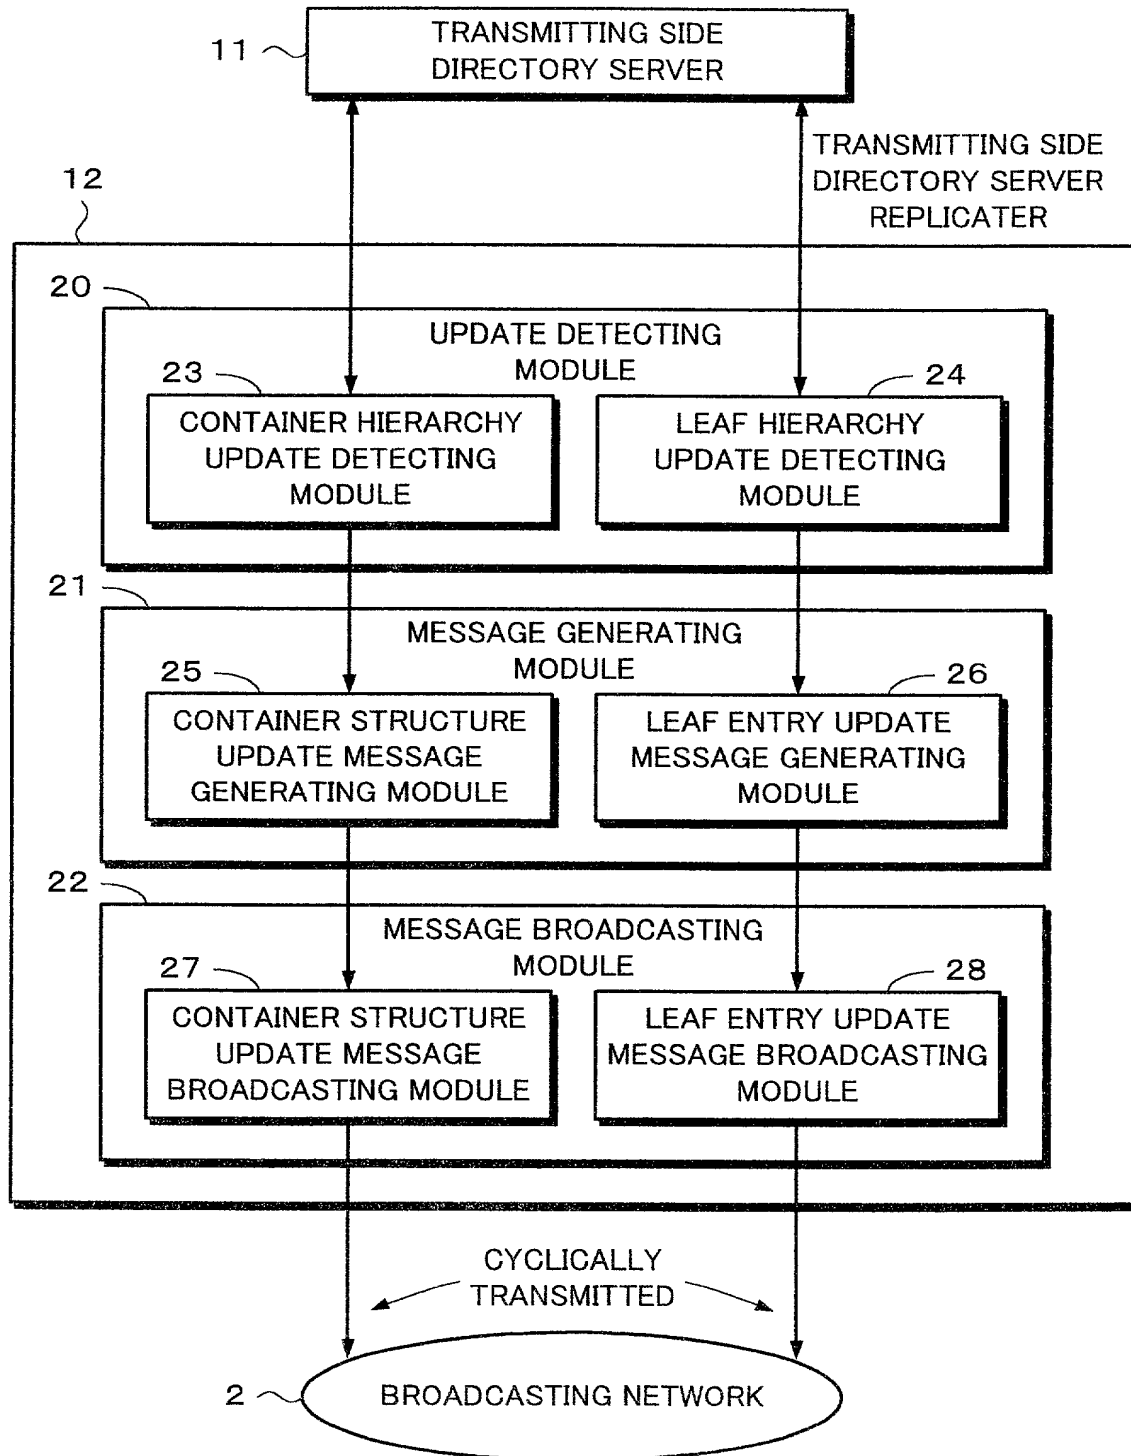 TRANSMITTING SIDE
DIRECTORY SERVER
11
TRANSMITTING SIDE
DIRECTORY SERVER
REPLICATER
12
20
UPDATE DETECTING
MODULE
23
CONTAINER HIERARCHY
UPDATE DETECTING
MODULE
24
LEAF HIERARCHY
UPDATE DETECTING
MODULE
21
MESSAGE GENERATING
MODULE
25
CONTAINER STRUCTURE
UPDATE MESSAGE
GENERATING MODULE
26
LEAF ENTRY UPDATE
MESSAGE GENERATING
MODULE
22
MESSAGE BROADCASTING
MODULE
27
CONTAINER STRUCTURE
UPDATE MESSAGE
BROADCASTING MODULE
28
LEAF ENTRY UPDATE
MESSAGE BROADCASTING
MODULE
CYCLICALLY
TRANSMITTED
2
BROADCASTING NETWORK